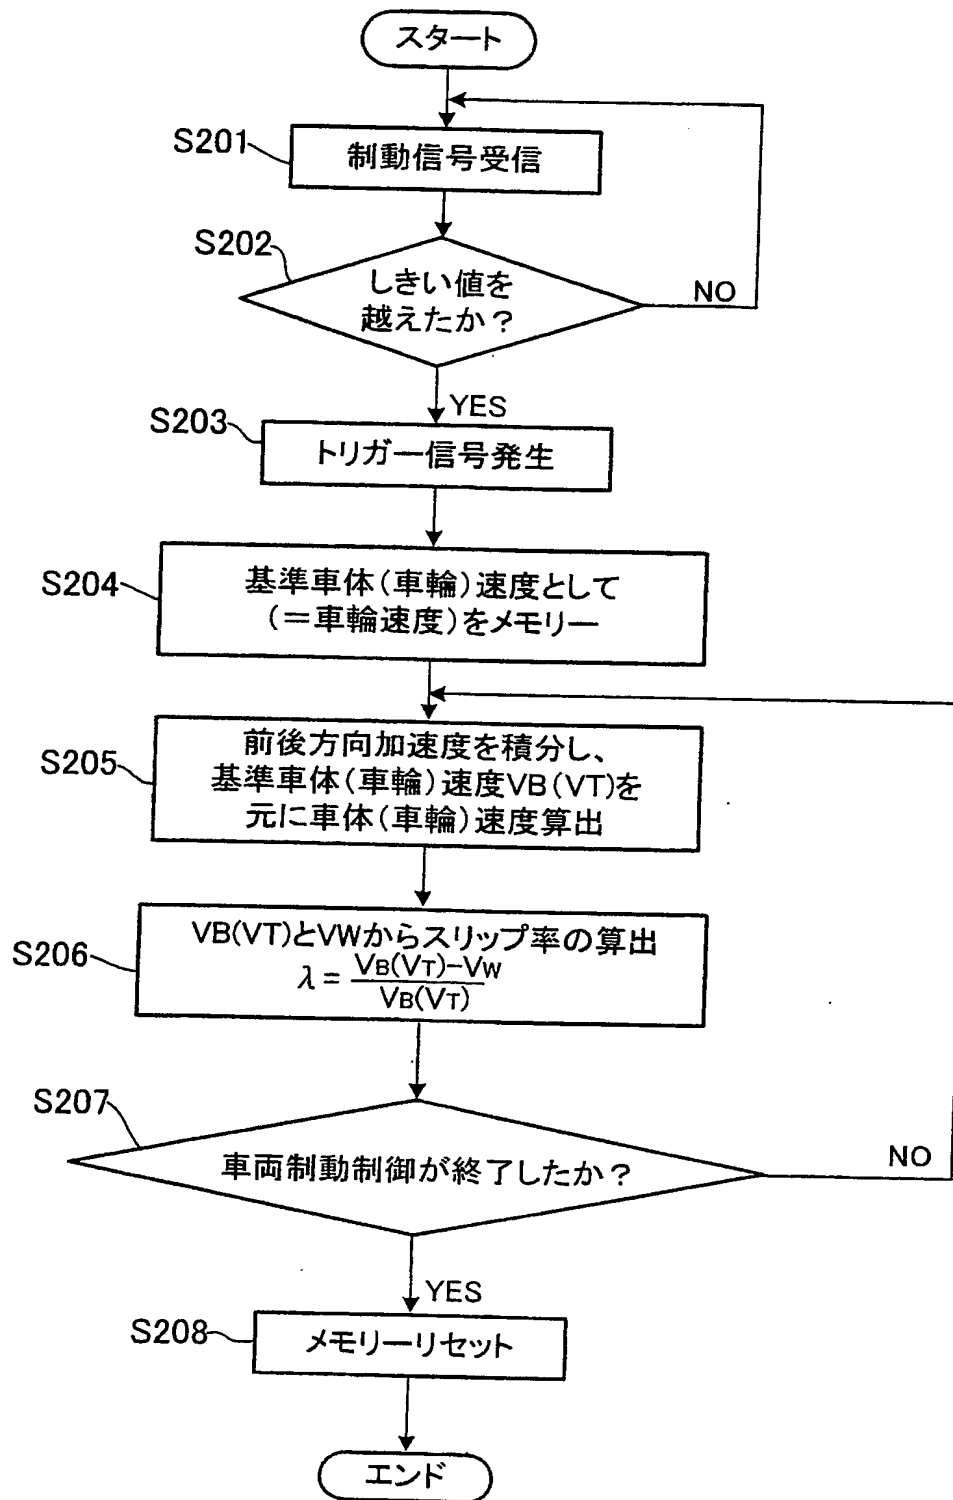 スタート
S201
制動信号受信
S202
しきい値を
越えたか？
NO
YES
S203
トリガー信号発生
S204
基準車体(車輪)速度として
(＝車輪速度)をメモリー
S205
前後方向加速度を積分し、
基準車体(車輪)速度VB(VT)を
元に車体(車輪)速度算出
S206
VB(VT)とVWからスリップ率の算出
λ = VB(VT)-VW / VB(VT)
S207
車両制動制御が終了したか？
NO
YES
S208
メモリーリセット
エンド